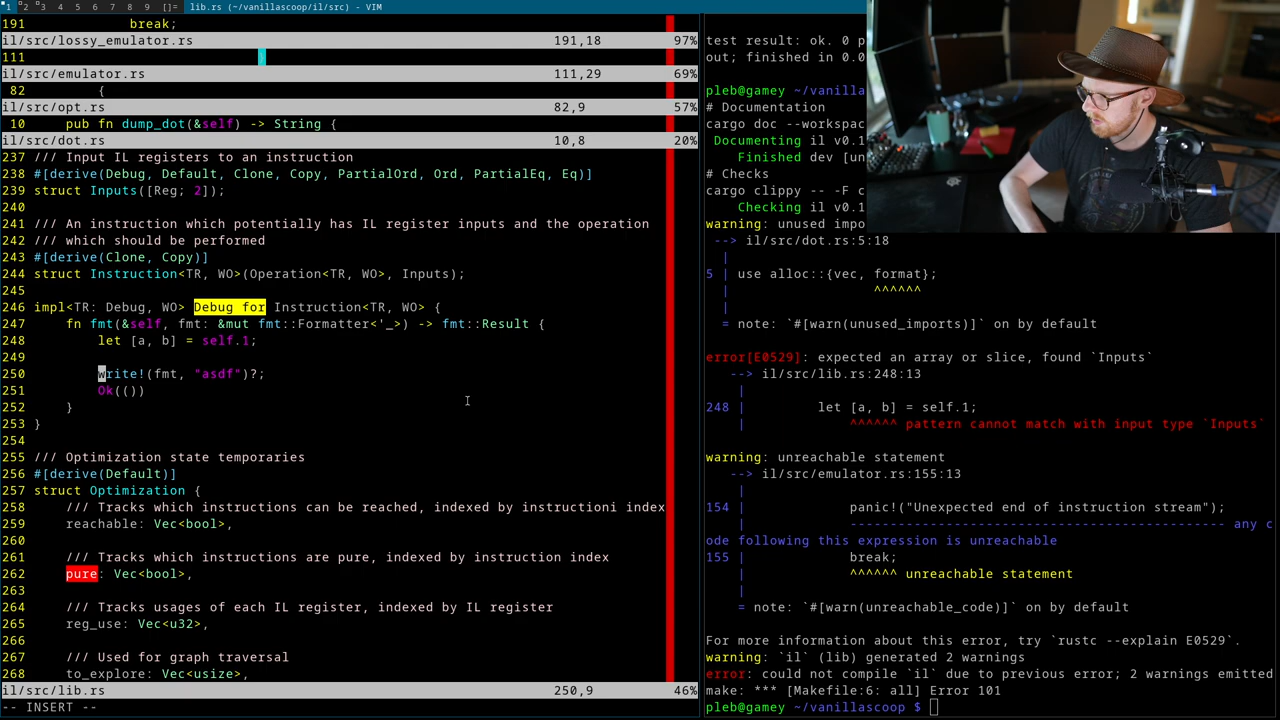 1 2 3 4 5 6 7 8 9 []= lib.rs (~/vanillascoop/il/src) - VIM
191 break;
il/src/lossy_emulator.rs 191,18 97%
111 }
il/src/emulator.rs 111,29 69%
82 {
il/src/opt.rs 82,9 57%
10 pub fn dump_dot(&self) -> String {
il/src/dot.rs 10,8 20%
237 /// Input IL registers to an instruction
238 #[derive(Debug, Default, Clone, Copy, PartialOrd, Ord, PartialEq, Eq)]
239 struct Inputs([Reg; 2]);
240
241 /// An instruction which potentially has IL register inputs and the operation
242 /// which should be performed
243 #[derive(Clone, Copy)]
244 struct Instruction<TR, WO>(Operation<TR, WO>, Inputs);
245
246 impl<TR: Debug, WO> Debug for Instruction<TR, WO> {
247 fn fmt(&self, fmt: &mut fmt::Formatter<'_>) -> fmt::Result {
248 let [a, b] = self.1;
249
250 write!(fmt, "asdf")?;
251 Ok(())
252 }
253 }
254
255 /// Optimization state temporaries
256 #[derive(Default)]
257 struct Optimization {
258 /// Tracks which instructions can be reached, indexed by instructioni index
259 reachable: Vec<bool>,
260
261 /// Tracks which instructions are pure, indexed by instruction index
262 pure: Vec<bool>,
263
264 /// Tracks usages of each IL register, indexed by IL register
265 reg_use: Vec<u32>,
266
267 /// Used for graph traversal
268 to_explore: Vec<usize>,
il/src/lib.rs 250,9 46%
-- INSERT --
test result: ok. 0 p
out; finished in 0.0
pleb@gamey ~/vanilla
# Documentation
cargo doc --workspac
Documenting il v0.1
Finished dev [un
# Checks
cargo clippy -- -F c
Checking il v0.1
warning: unused impo
--> il/src/dot.rs:5:18
|
5 | use alloc::{vec, format};
| ^^^^^^
|
= note: `#[warn(unused_imports)]` on by default
error[E0529]: expected an array or slice, found `Inputs`
--> il/src/lib.rs:248:13
|
248 | let [a, b] = self.1;
| ^^^^^^ pattern cannot match with input type `Inputs`
warning: unreachable statement
--> il/src/emulator.rs:155:13
|
154 | panic!("Unexpected end of instruction stream");
| -------------------------------------------- any c
ode following this expression is unreachable
155 | break;
| ^^^^^^ unreachable statement
|
= note: `#[warn(unreachable_code)]` on by default
For more information about this error, try `rustc --explain E0529`.
warning: `il` (lib) generated 2 warnings
error: could not compile `il` due to previous error; 2 warnings emitted
make: *** [Makefile:6: all] Error 101
pleb@gamey ~/vanillascoop $